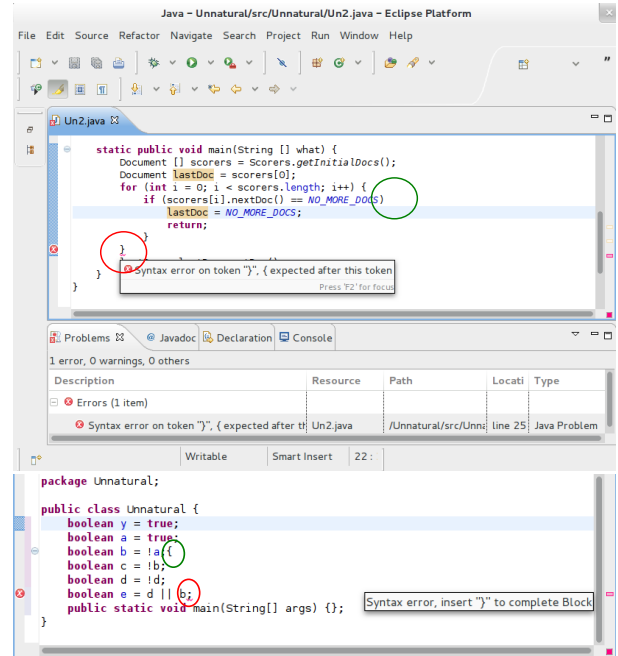 Java – Unnatural/src/Unnatural/Un2.java – Eclipse Platform
File Edit Source Refactor Navigate Search Project Run Window Help
Un2.java
static public void main(String [] what) {
Document [] scorers = Scorers.getInitialDocs();
Document lastDoc = scorers[0];
for (int i = 0; i < scorers.length; i++) {
if (scorers[i].nextDoc() == NO_MORE_DOCS)
lastDoc = NO_MORE_DOCS;
return;
}
}
Syntax error on token "}", { expected after this token
}
Press 'F2' for focus
}
Problems Javadoc Declaration Console
1 error, 0 warnings, 0 others
Description Resource Path Locati Type
Errors (1 item)
Syntax error on token "}", { expected after th Un2.java /Unnatural/src/Unna line 25 Java Problem
Writable Smart Insert 22 :
package Unnatural;
public class Unnatural {
boolean y = true;
boolean a = true;
boolean b = !a;{
boolean c = !b;
boolean d = !d;
boolean e = d || b;
Syntax error, insert "}" to complete Block
public static void main(String[] args) {};
}